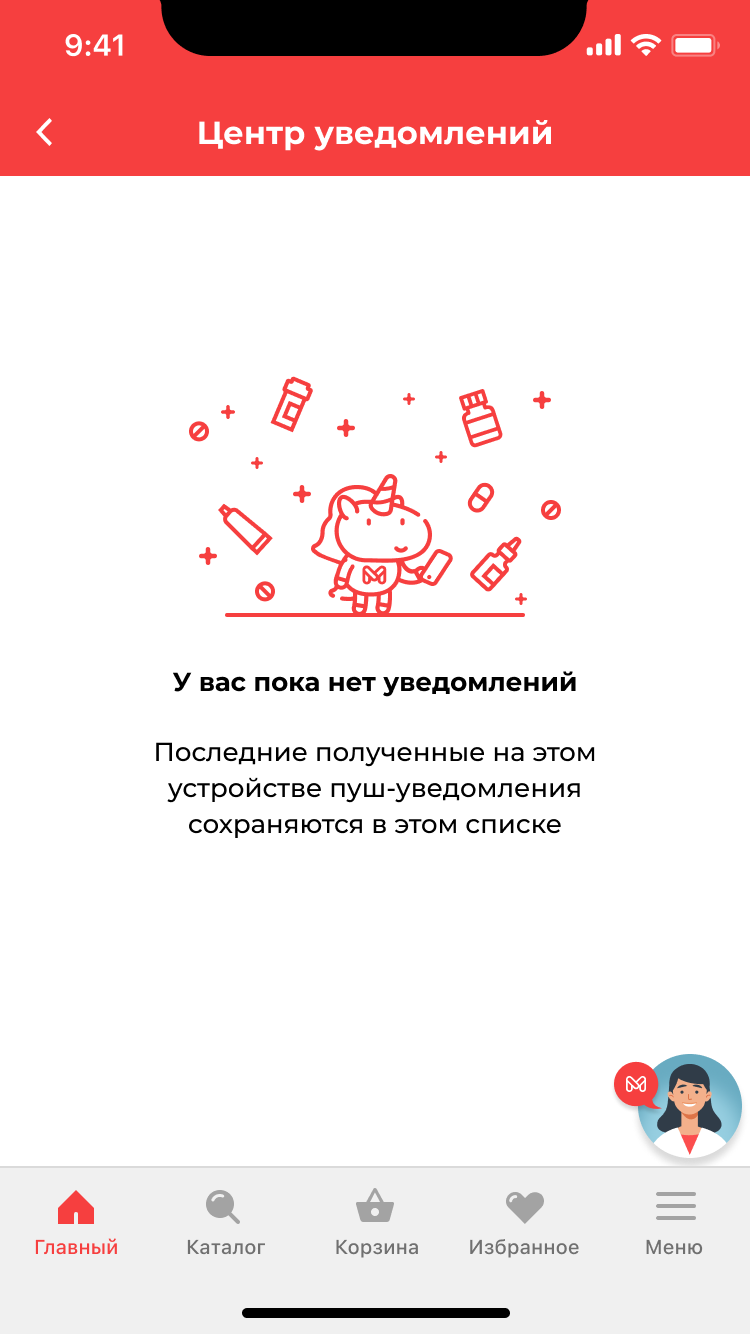 9:41
Центр уведомлений
У вас пока нет уведомлений
Последние полученные на этом
устройстве пуш-уведомления
сохраняются в этом списке
Главный
Каталог
Корзина
Избранное
Меню